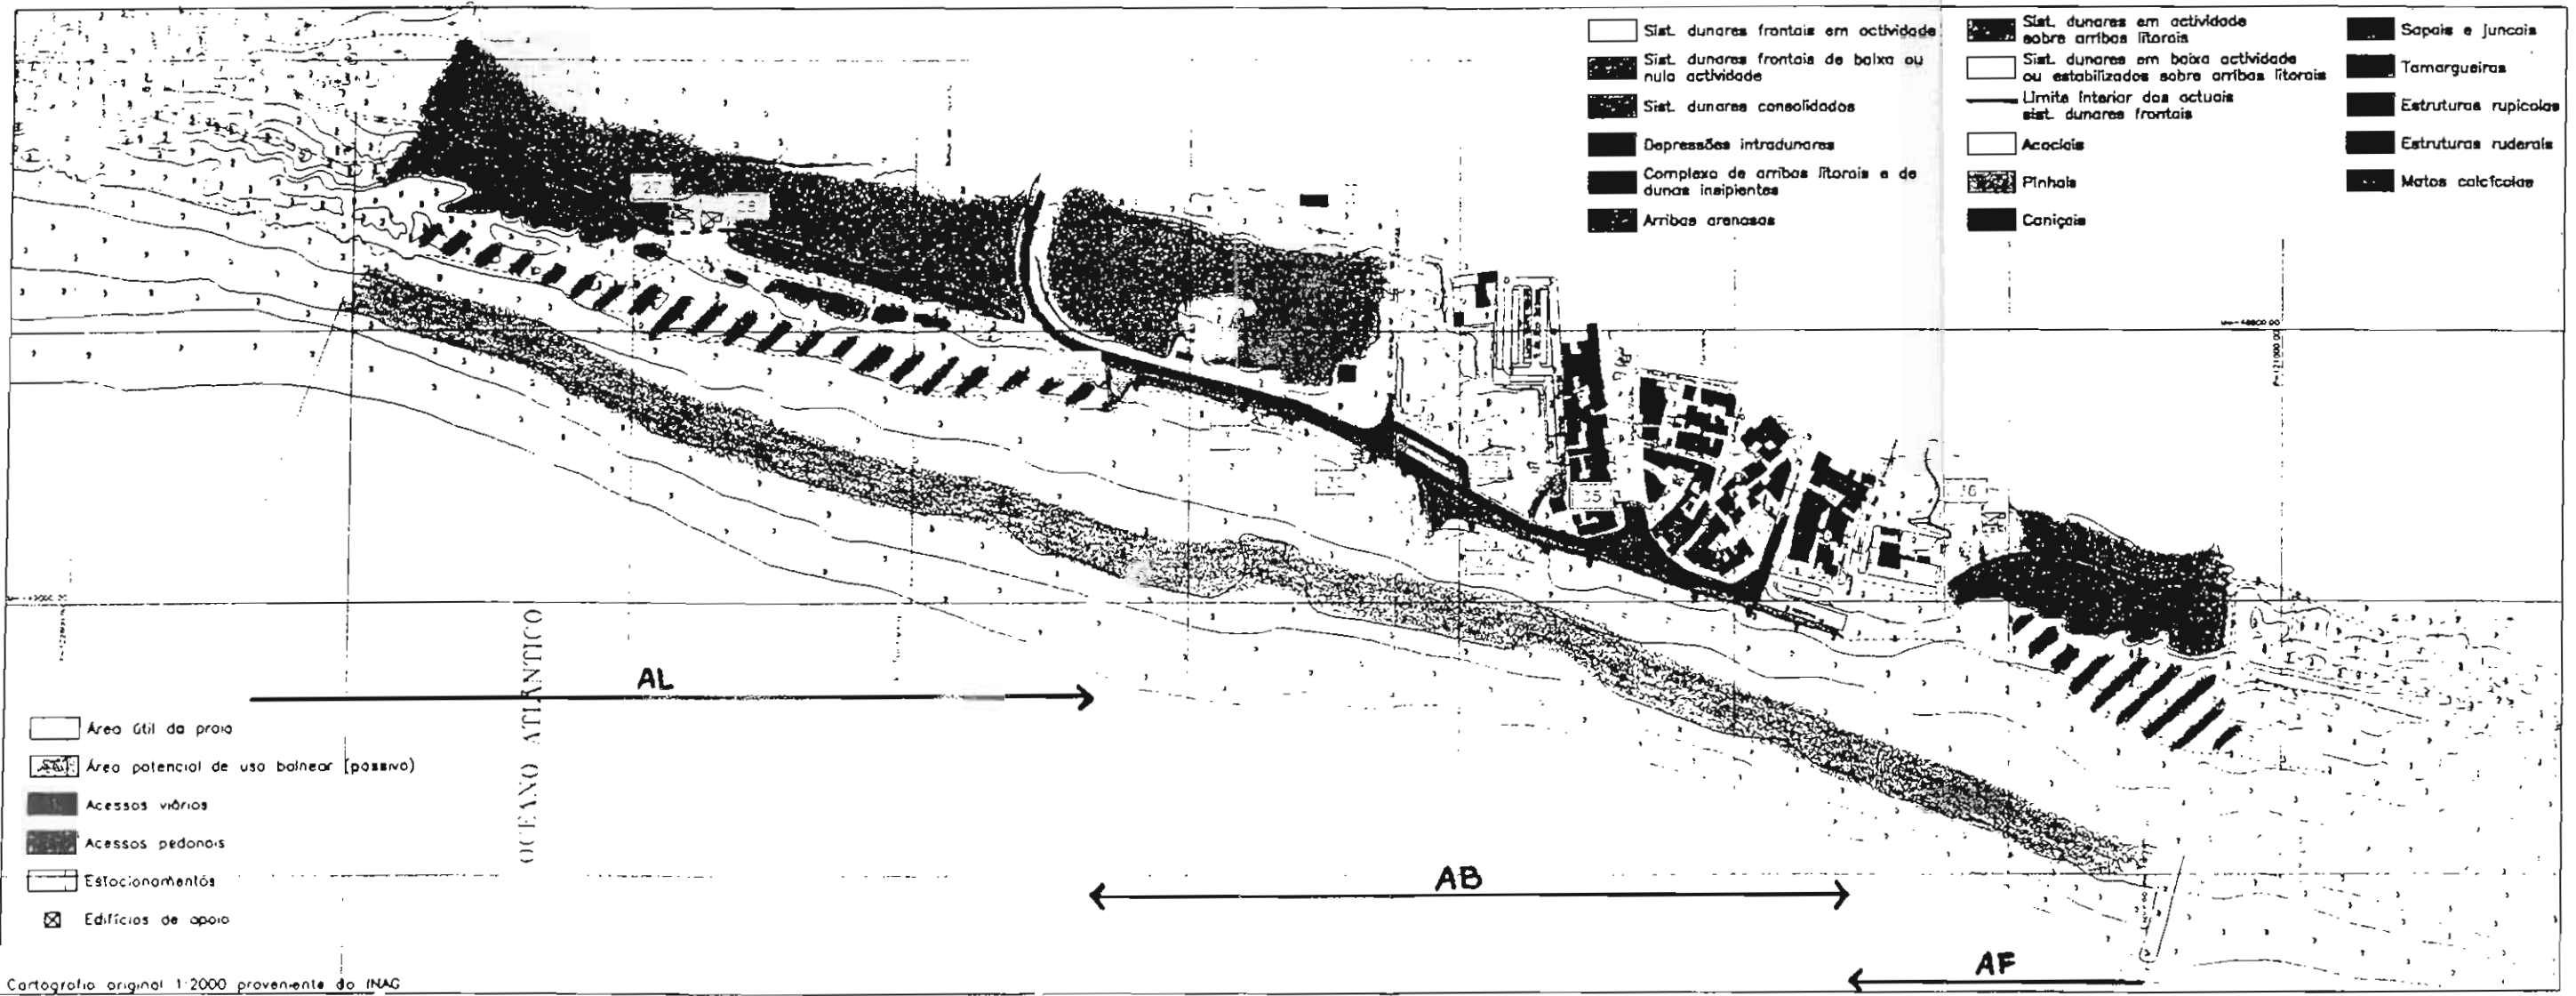 Sist. dunares frontais em actividade
Sist. dunares frontais de baixa ou
nula actividade
Sist. dunares consolidados
Depressões intradunares
Complexo de arribas litorais e de
dunas insipientes
Arribas arenosas
Sist. dunares em actividade
sobre arribas litorais
Sist. dunares em baixa actividade
ou estabilizados sobre arribas litorais
Limite interior dos actuais
sist. dunares frontais
Acaciais
Pinhais
Caniçais
Sapais e juncais
Tamargueiras
Estruturas rupicolas
Estruturas ruderais
Matos calcícolas
27
28
35
36
OCEANO ATLANTICO
AL
AB
AF
Área útil da praia
Área potencial de uso balnear (passivo)
Acessos viários
Acessos pedonais
Estacionamentos
Edifícios de apoio
Cartografia original 1:2000 proveniente do INAG